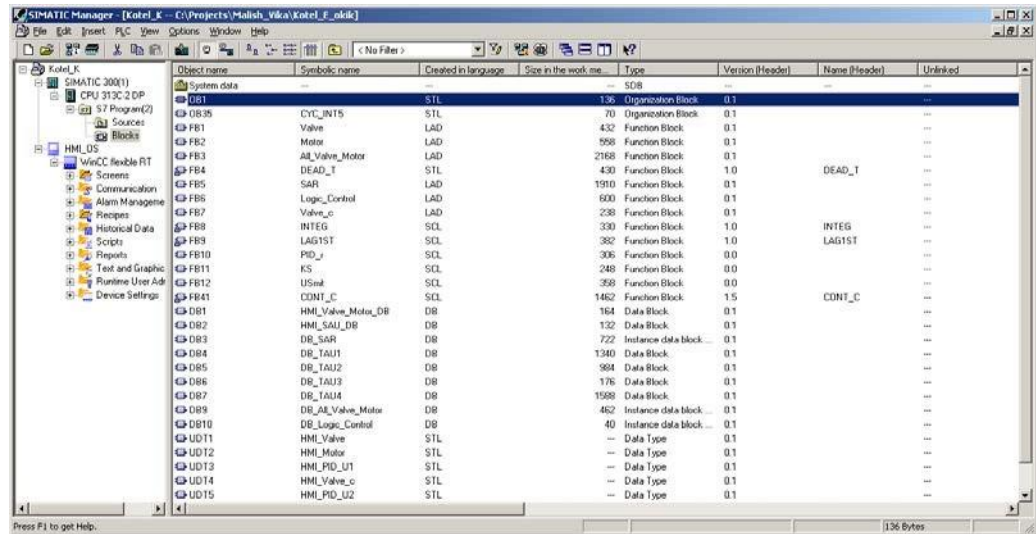 SIMATIC Manager - [Kotel_K -- C:\Projects\Malish_Vika\Kotel_E_okik]
File Edit Insert PLC View Options Window Help
< No Filter >
Kotel_K
SIMATIC 300(1)
CPU 313C-2 DP
S7 Program(2)
Sources
Blocks
HMI_OS
WinCC flexible RT
Screens
Communication
Alarm Manageme
Recipes
Historical Data
Scripts
Reports
Text and Graphic
Runtime User Adr
Device Settings
Object name Symbolic name Created in language Size in the work me... Type Version (Header) Name (Header) Unlinked
System data --- --- --- SDB --- --- ---
OB1 STL 136 Organization Block 0.1 ---
OB35 CYC_INT5 STL 70 Organization Block 0.1 ---
FB1 Valve LAD 432 Function Block 0.1 ---
FB2 Motor LAD 558 Function Block 0.1 ---
FB3 All_Valve_Motor LAD 2168 Function Block 0.1 ---
FB4 DEAD_T STL 430 Function Block 1.0 DEAD_T ---
FB5 SAR LAD 1910 Function Block 0.1 ---
FB6 Logic_Control LAD 600 Function Block 0.1 ---
FB7 Valve_c LAD 238 Function Block 0.1 ---
FB8 INTEG SCL 330 Function Block 1.0 INTEG ---
FB9 LAG1ST SCL 382 Function Block 1.0 LAG1ST ---
FB10 PID_r SCL 306 Function Block 0.0 ---
FB11 KS SCL 248 Function Block 0.0 ---
FB12 USmit SCL 358 Function Block 0.0 ---
FB41 CONT_C SCL 1462 Function Block 1.5 CONT_C ---
DB1 HMI_Valve_Motor_DB DB 164 Data Block 0.1 ---
DB2 HMI_SAU_DB DB 132 Data Block 0.1 ---
DB3 DB_SAR DB 722 Instance data block ... 0.1 ---
DB4 DB_TAU1 DB 1340 Data Block 0.1 ---
DB5 DB_TAU2 DB 984 Data Block 0.1 ---
DB6 DB_TAU3 DB 176 Data Block 0.1 ---
DB7 DB_TAU4 DB 1588 Data Block 0.1 ---
DB9 DB_All_Valve_Motor DB 462 Instance data block ... 0.1 ---
DB10 DB_Logic_Control DB 40 Instance data block ... 0.1 ---
UDT1 HMI_Valve STL --- Data Type 0.1 ---
UDT2 HMI_Motor STL --- Data Type 0.1 ---
UDT3 HMI_PID_U1 STL --- Data Type 0.1 ---
UDT4 HMI_Valve_c STL --- Data Type 0.1 ---
UDT5 HMI_PID_U2 STL --- Data Type 0.1 ---
Press F1 to get Help. 136 Bytes